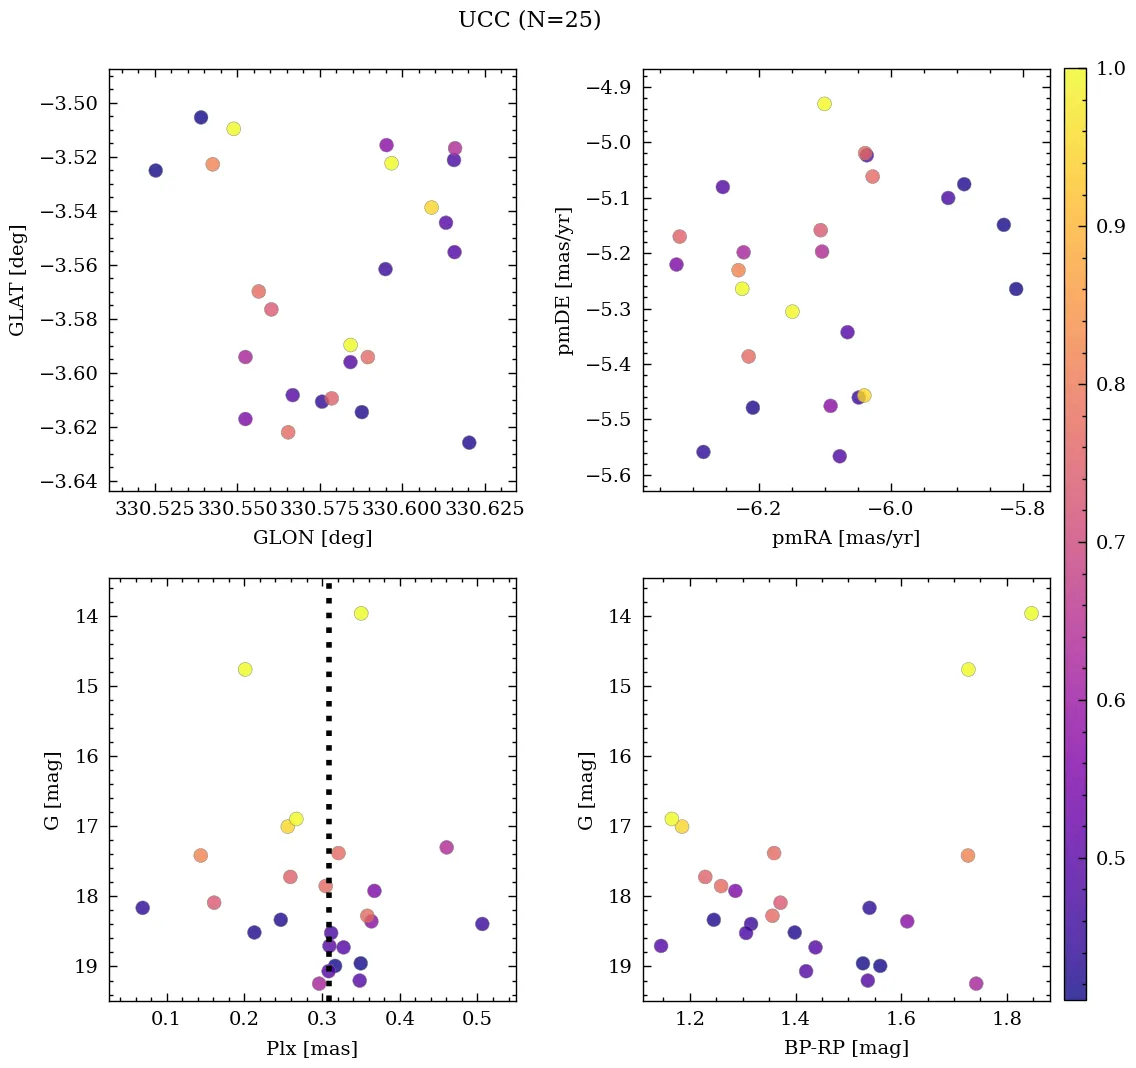 UCC (N=25)
−3.50
−3.52
−3.54
−3.56
−3.58
−3.60
−3.62
−3.64
GLAT [deg]
330.525 330.550 330.575 330.600 330.625
GLON [deg]
−4.9
−5.0
−5.1
−5.2
−5.3
−5.4
−5.5
−5.6
pmDE [mas/yr]
−6.2 −6.0 −5.8
pmRA [mas/yr]
14
15
16
17
18
19
G [mag]
0.1 0.2 0.3 0.4 0.5
Plx [mas]
14
15
16
17
18
19
G [mag]
1.2 1.4 1.6 1.8
BP-RP [mag]
1.0
0.9
0.8
0.7
0.6
0.5